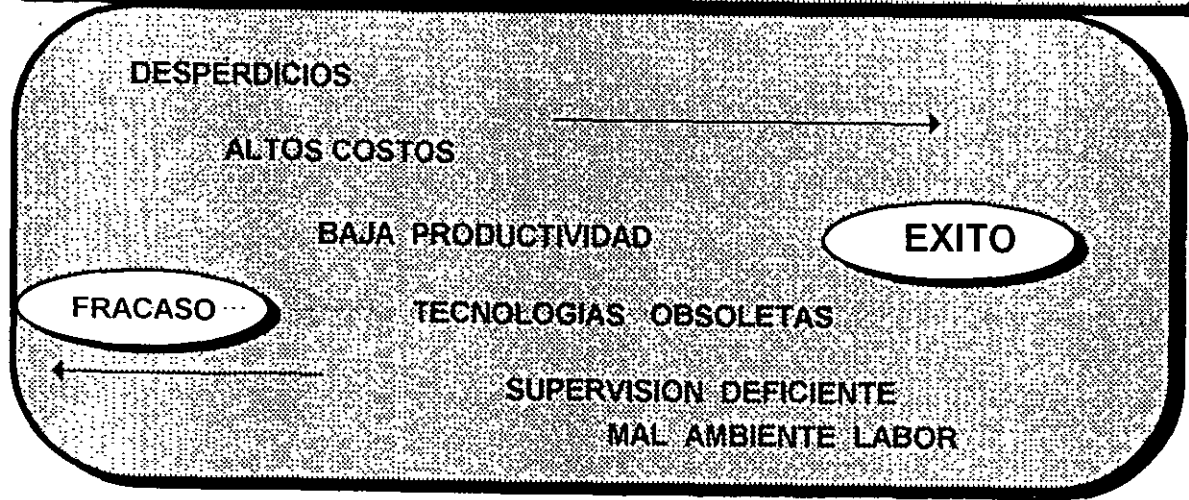 DESPERDICIOS
ALTOS COSTOS
BAJA PRODUCTIVIDAD
EXITO
FRACASO
TECNOLOGIAS OBSOLETAS
SUPERVISION DEFICIENTE
MAL AMBIENTE LABOR